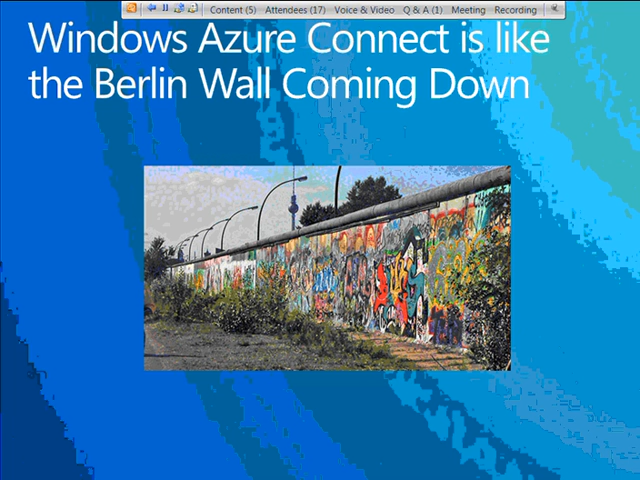 Content (5) Attendees (17) Voice & Video Q & A (1) Meeting Recording
Windows Azure Connect is like
the Berlin Wall Coming Down